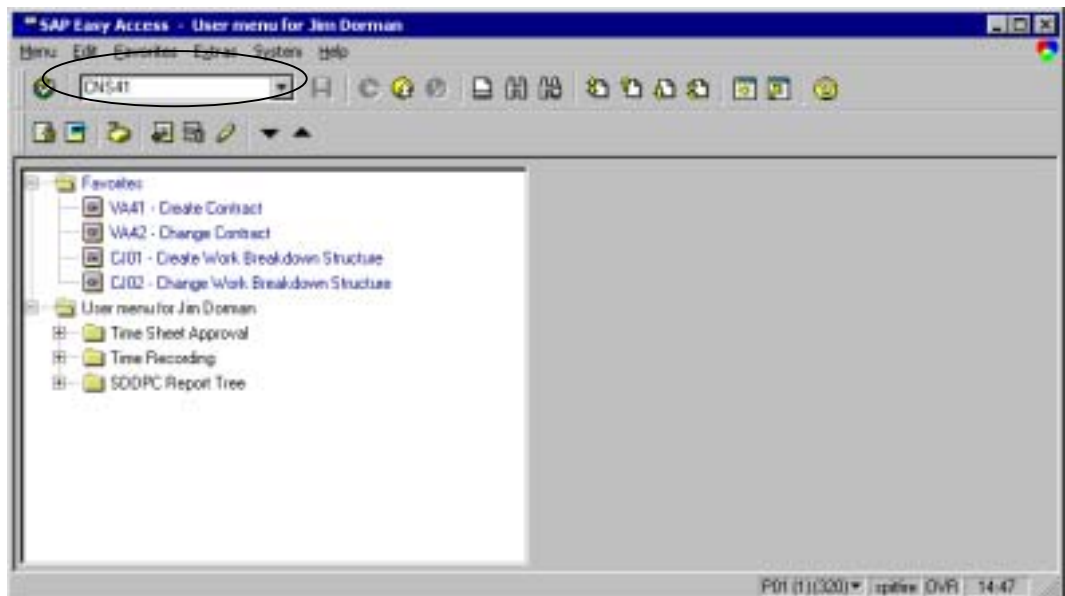 SAP Easy Access - User menu for Jim Dorman
Menu Edit Favorites Extras System Help
CNS41
Favorites
VA41 - Create Contract
VA42 - Change Contract
CJ01 - Create Work Breakdown Structure
CJ02 - Change Work Breakdown Structure
User menu for Jim Dorman
Time Sheet Approval
Time Recording
SDDPC Report Tree
P01 (1)(320) spitfire OVR 14:47